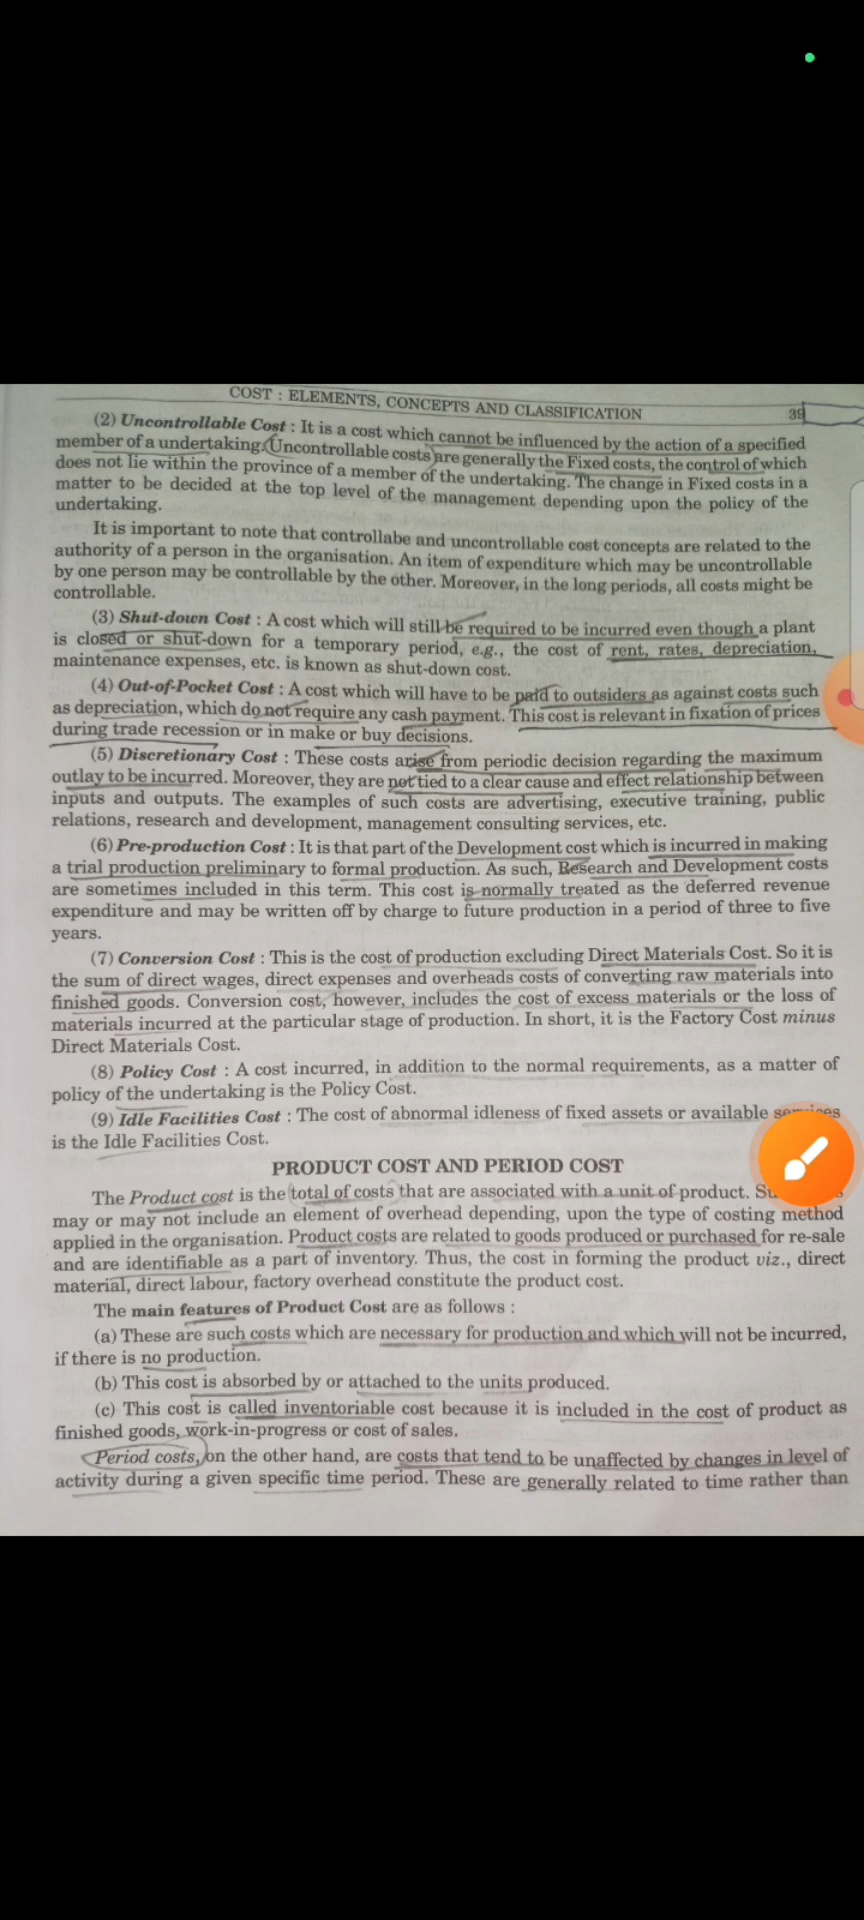 COST : ELEMENTS, CONCEPTS AND CLASSIFICATION 39
(2) Uncontrollable Cost : It is a cost which cannot be influenced by the action of a specified
member of a undertaking. Uncontrollable costs are generally the Fixed costs, the control of which
does not lie within the province of a member of the undertaking. The change in Fixed costs in a
matter to be decided at the top level of the management depending upon the policy of the
undertaking.
It is important to note that controllabe and uncontrollable cost concepts are related to the
authority of a person in the organisation. An item of expenditure which may be uncontrollable
by one person may be controllable by the other. Moreover, in the long periods, all costs might be
controllable.
(3) Shut-down Cost : A cost which will still be required to be incurred even though a plant
is closed or shut-down for a temporary period, e.g., the cost of rent, rates, depreciation,
maintenance expenses, etc. is known as shut-down cost.
(4) Out-of-Pocket Cost : A cost which will have to be paid to outsiders as against costs such
as depreciation, which do not require any cash payment. This cost is relevant in fixation of prices
during trade recession or in make or buy decisions.
(5) Discretionary Cost : These costs arise from periodic decision regarding the maximum
outlay to be incurred. Moreover, they are not tied to a clear cause and effect relationship between
inputs and outputs. The examples of such costs are advertising, executive training, public
relations, research and development, management consulting services, etc.
(6) Pre-production Cost : It is that part of the Development cost which is incurred in making
a trial production preliminary to formal production. As such, Research and Development costs
are sometimes included in this term. This cost is normally treated as the deferred revenue
expenditure and may be written off by charge to future production in a period of three to five
years.
(7) Conversion Cost : This is the cost of production excluding Direct Materials Cost. So it is
the sum of direct wages, direct expenses and overheads costs of converting raw materials into
finished goods. Conversion cost, however, includes the cost of excess materials or the loss of
materials incurred at the particular stage of production. In short, it is the Factory Cost minus
Direct Materials Cost.
(8) Policy Cost : A cost incurred, in addition to the normal requirements, as a matter of
policy of the undertaking is the Policy Cost.
(9) Idle Facilities Cost : The cost of abnormal idleness of fixed assets or available services
is the Idle Facilities Cost.
PRODUCT COST AND PERIOD COST
The Product cost is the total of costs that are associated with a unit of product.
may or may not include an element of overhead depending, upon the type of costing method
applied in the organisation. Product costs are related to goods produced or purchased for re-sale
and are identifiable as a part of inventory. Thus, the cost in forming the product viz., direct
material, direct labour, factory overhead constitute the product cost.
The main features of Product Cost are as follows :
(a) These are such costs which are necessary for production and which will not be incurred,
if there is no production.
(b) This cost is absorbed by or attached to the units produced.
(c) This cost is called inventoriable cost because it is included in the cost of product as
finished goods, work-in-progress or cost of sales.
Period costs, on the other hand, are costs that tend to be unaffected by changes in level of
activity during a given specific time period. These are generally related to time rather than